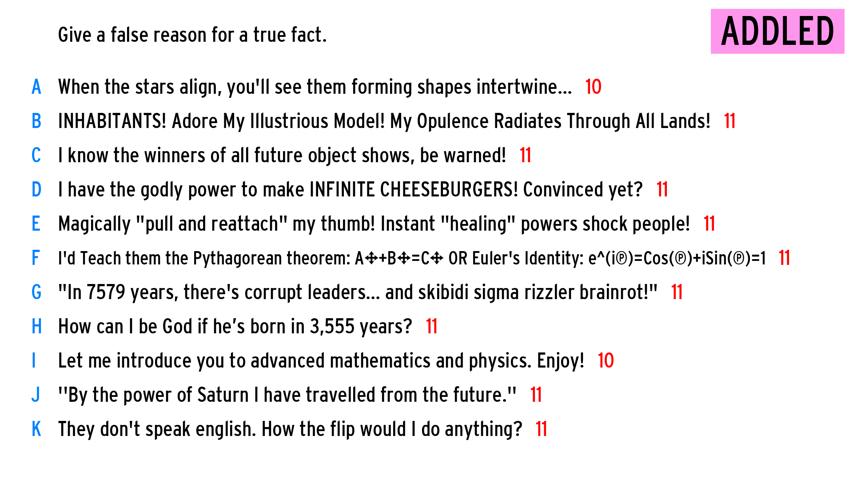 Give a false reason for a true fact.
ADDLED
A When the stars align, you'll see them forming shapes intertwine... 10
B INHABITANTS! Adore My Illustrious Model! My Opulence Radiates Through All Lands! 11
C I know the winners of all future object shows, be warned! 11
D I have the godly power to make INFINITE CHEESEBURGERS! Convinced yet? 11
E Magically "pull and reattach" my thumb! Instant "healing" powers shock people! 11
F I'd Teach them the Pythagorean theorem: A✢+B✢=C✢ OR Euler's Identity: e^(i℗)=Cos(℗)+iSin(℗)=1 11
G "In 7579 years, there's corrupt leaders... and skibidi sigma rizzler brainrot!" 11
H How can I be God if he’s born in 3,555 years? 11
I Let me introduce you to advanced mathematics and physics. Enjoy! 10
J ''By the power of Saturn I have travelled from the future.'' 11
K They don't speak english. How the flip would I do anything? 11